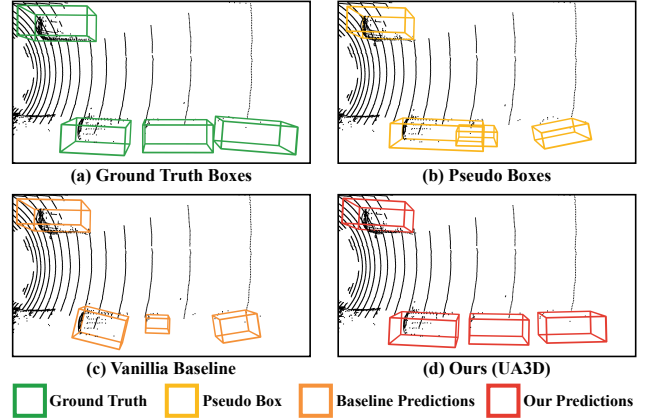 (a) Ground Truth Boxes
(b) Pseudo Boxes
(c) Vanillia Baseline
(d) Ours (UA3D)
Ground Truth
Pseudo Box
Baseline Predictions
Our Predictions